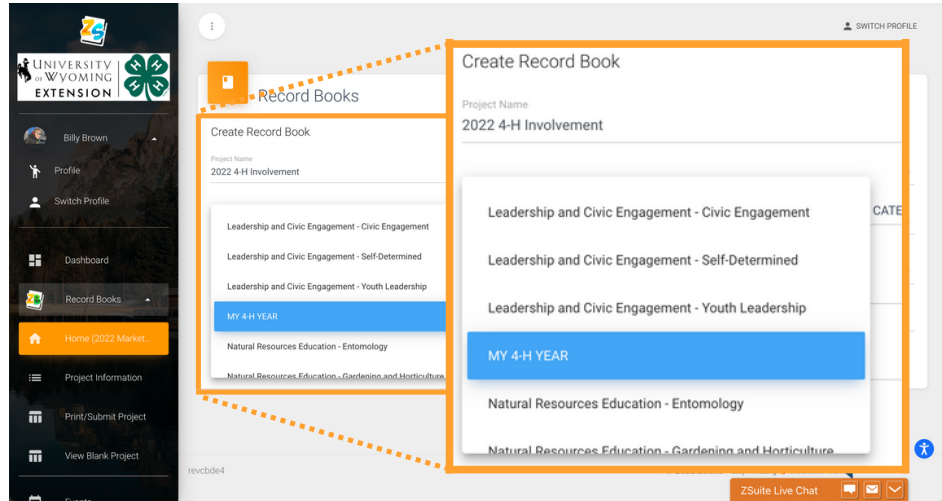 ZS
UNIVERSITY
OF WYOMING
EXTENSION
H H
H H
Billy Brown
Profile
Switch Profile
Dashboard
Record Books
Home (2022 Market...
Project Information
Print/Submit Project
View Blank Project
Events
SWITCH PROFILE
Record Books
Create Record Book
Project Name
2022 4-H Involvement
Leadership and Civic Engagement - Civic Engagement
Leadership and Civic Engagement - Self-Determined
Leadership and Civic Engagement - Youth Leadership
MY 4-H YEAR
Natural Resources Education - Entomology
Natural Resources Education - Gardening and Horticulture
revcbde4
Create Record Book
Project Name
2022 4-H Involvement
CATE
Leadership and Civic Engagement - Civic Engagement
Leadership and Civic Engagement - Self-Determined
Leadership and Civic Engagement - Youth Leadership
MY 4-H YEAR
Natural Resources Education - Entomology
Natural Resources Education - Gardening and Horticulture
ZSuite Live Chat